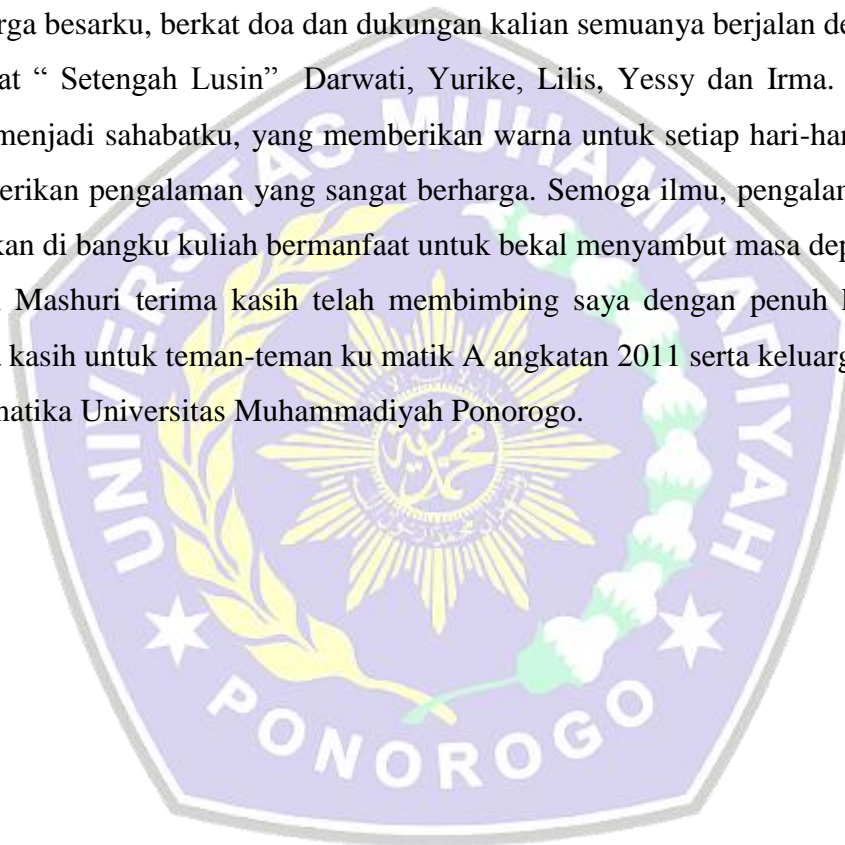 rga besarku, berkat doa dan dukungan kalian semuanya berjalan de
at “ Setengah Lusin” Darwati, Yurike, Lilis, Yessy dan Irma.
menjadi sahabatku, yang memberikan warna untuk setiap hari-har
erikan pengalaman yang sangat berharga. Semoga ilmu, pengalam
kan di bangku kuliah bermanfaat untuk bekal menyambut masa dep
Mashuri terima kasih telah membimbing saya dengan penuh
kasih untuk teman-teman ku matik A angkatan 2011 serta keluarg
natika Universitas Muhammadiyah Ponorogo.
UNIVERSITAS MUHAMMADIYAH
PONOROGO